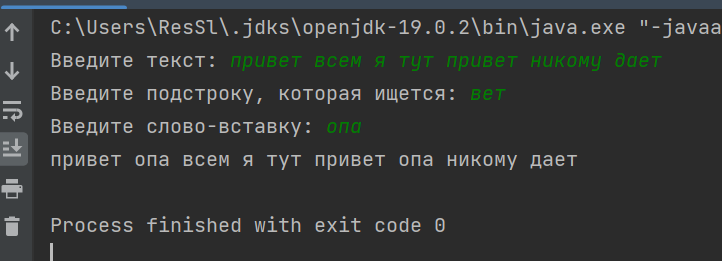 C:\Users\ResSl\.jdks\openjdk-19.0.2\bin\java.exe "-javaa
Введите текст: привет всем я тут привет никому дает
Введите подстроку, которая ищется: вет
Введите слово-вставку: опа
привет опа всем я тут привет опа никому дает
Process finished with exit code 0